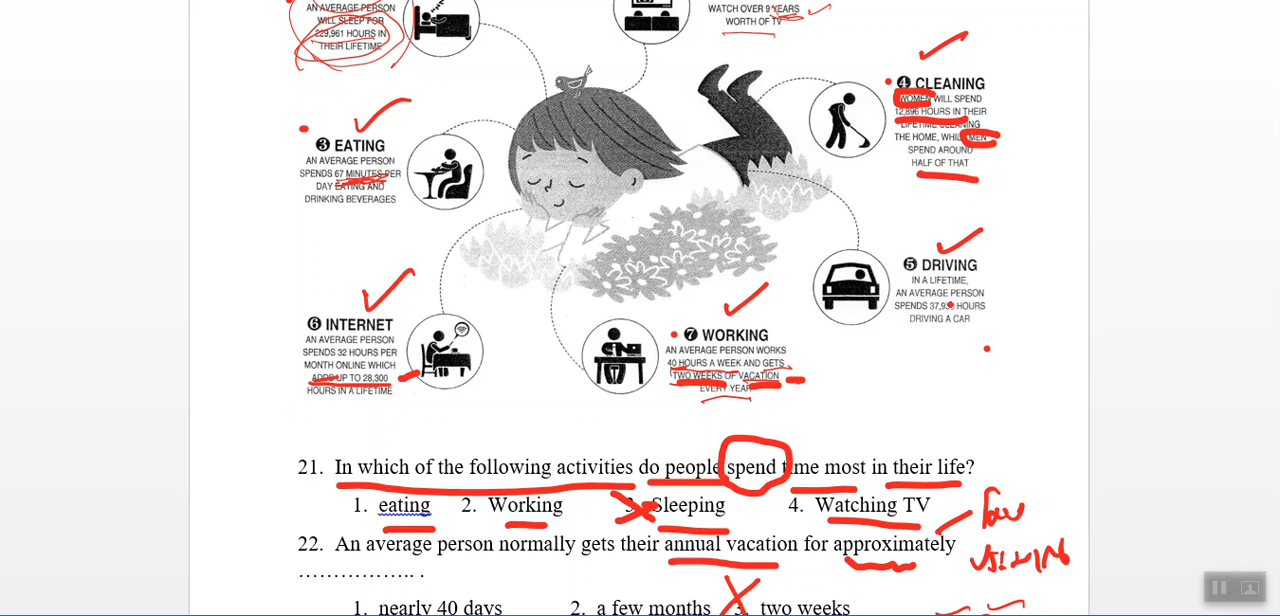 AN AVERAGE PERSON
WILL SLEEP FOR
229,961 HOURS IN
THEIR LIFETIME
WATCH OVER 9 YEARS
WORTH OF TV
❹ CLEANING
WOMEN WILL SPEND
12,896 HOURS IN THEIR
LIFETIME CLEANING
THE HOME, WHILE MEN
SPEND AROUND
HALF OF THAT
❸ EATING
AN AVERAGE PERSON
SPENDS 67 MINUTES PER
DAY EATING AND
DRINKING BEVERAGES
❺ DRIVING
IN A LIFETIME,
AN AVERAGE PERSON
SPENDS HOURS
DRIVING A CAR
❻ INTERNET
AN AVERAGE PERSON
SPENDS 32 HOURS PER
MONTH ONLINE WHICH
ADDS UP TO 28,300
HOURS IN A LIFETIME
❼ WORKING
AN AVERAGE PERSON WORKS
40 HOURS A WEEK AND GETS
TWO WEEKS OF VACATION
EVERY YEAR
21. In which of the following activities do people spend time most in their life?
1. eating 2. Working 3. Sleeping 4. Watching TV
22. An average person normally gets their annual vacation for approximately
................. .
1. nearly 40 days 2. a few months 3. two weeks